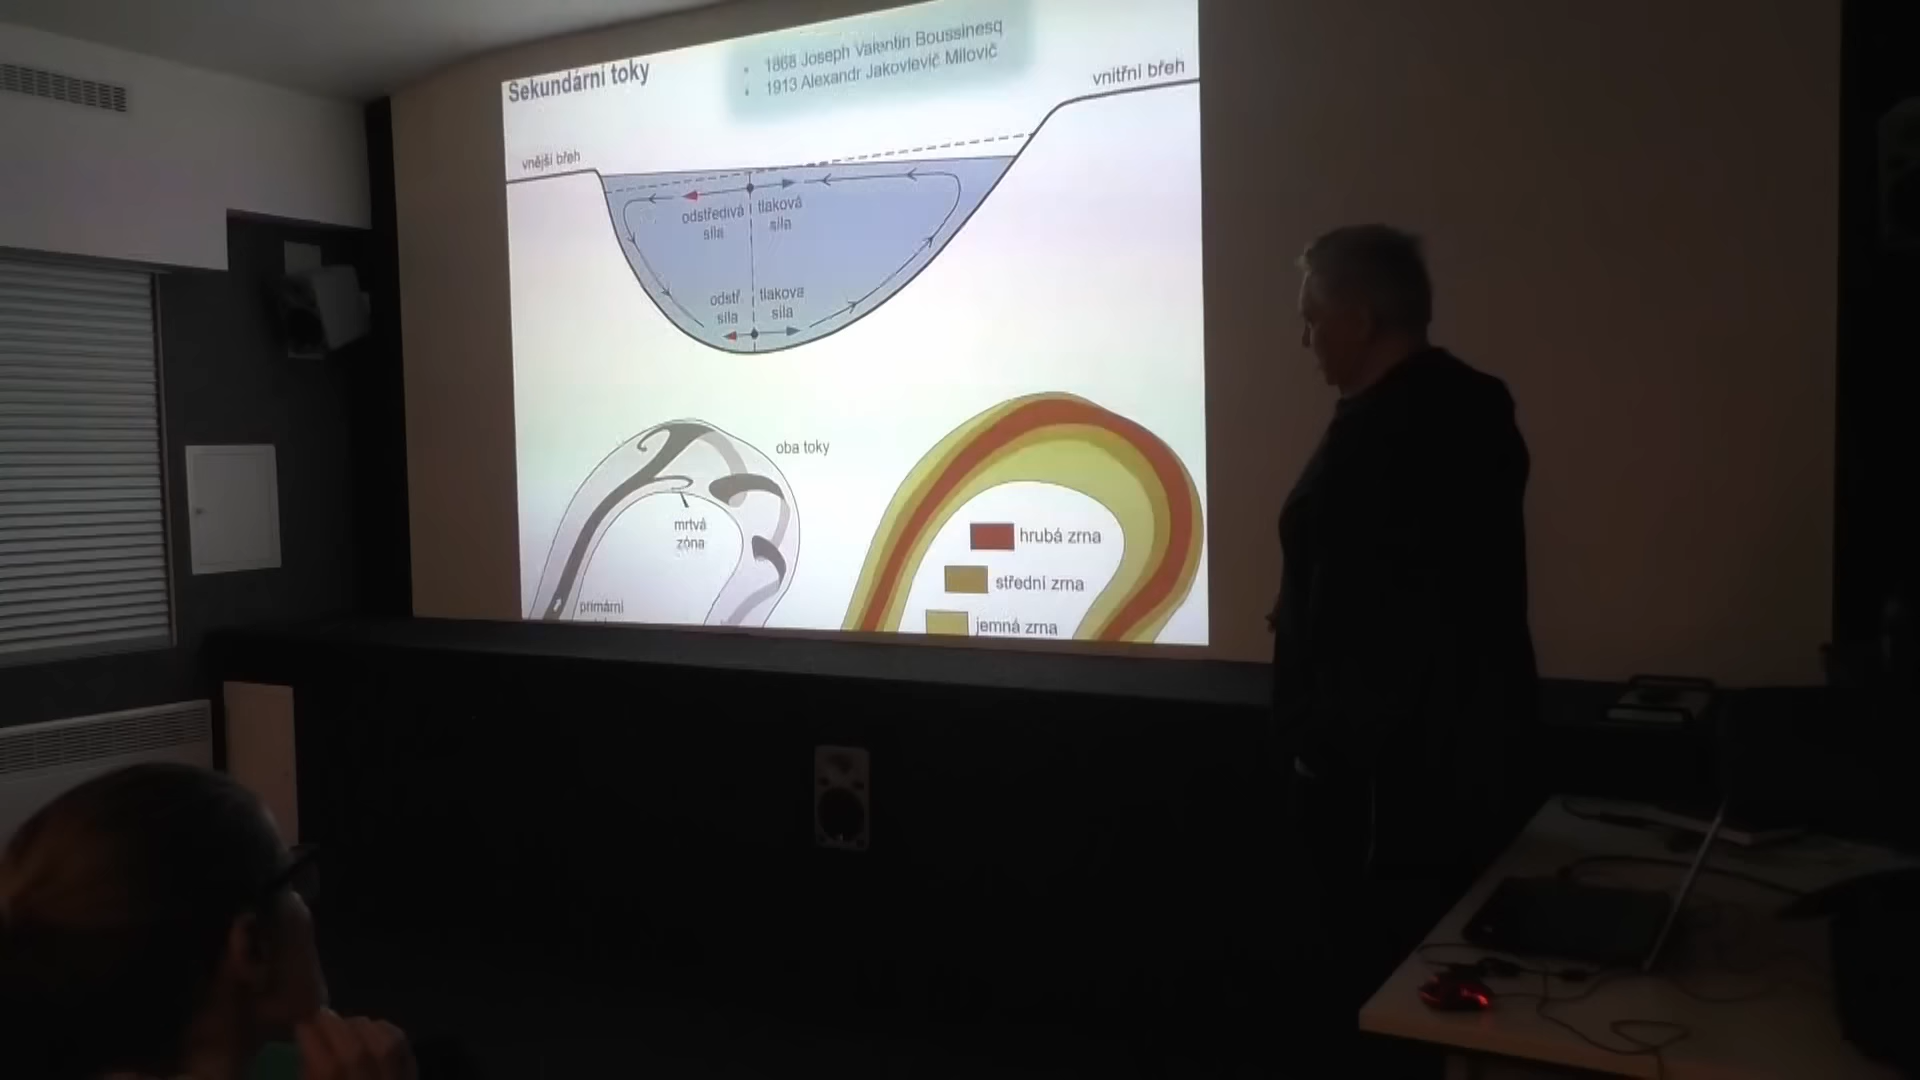 Sekundární toky
1868 Joseph Valentin Boussinesq
1913 Alexandr Jakovlevič Milovič
vnitřní břeh
vnější břeh
odstředivá síla
tlaková síla
odstř. síla
tlaková síla
oba toky
mrtvá zóna
primární
hrubá zrna
střední zrna
jemná zrna